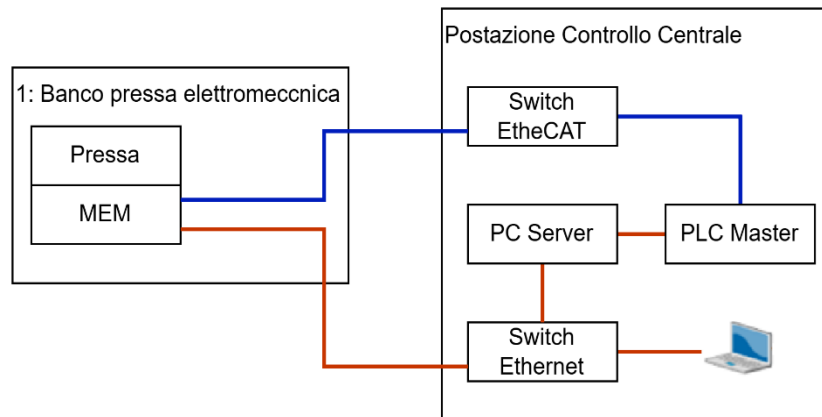 Postazione Controllo Centrale
1: Banco pressa elettromeccnica
Pressa
MEM
Switch
EtheCAT
PC Server
PLC Master
Switch
Ethernet